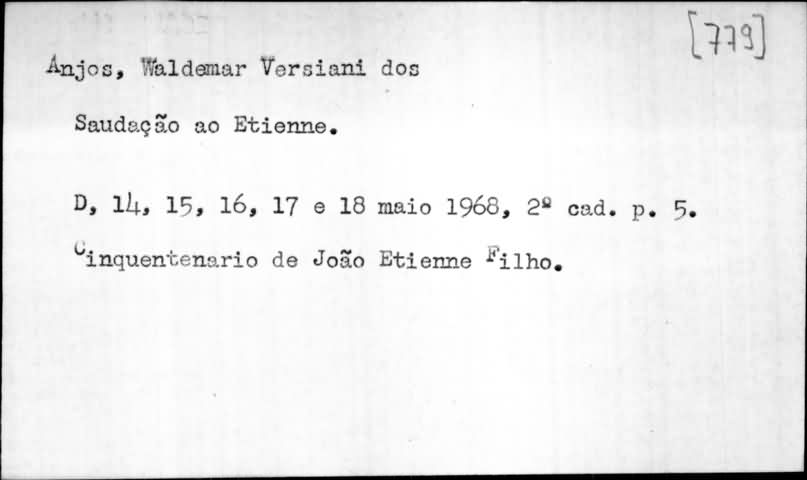 [779]
Anjos, Waldemar Versiani dos
Saudação ao Etienne.
D, 14, 15, 16, 17 e 18 maio 1968, 2º cad. p. 5.
Cinquentenario de João Etienne Filho.